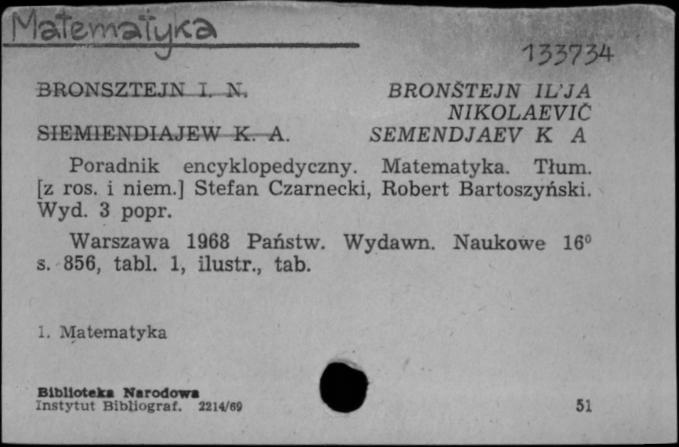 Matematyka
133734
BRONSZTEJN I. N. BRONŠTEJN IL'JA
NIKOLAEVIČ
SIEMIENDIAJEW K. A. SEMENDJAEV K A
Poradnik encyklopedyczny. Matematyka. Tłum.
[z ros. i niem.] Stefan Czarnecki, Robert Bartoszyński.
Wyd. 3 popr.
Warszawa 1968 Państw. Wydawn. Naukowe 16⁰
s. 856, tabl. 1, ilustr., tab.
1. Matematyka
Biblioteka Narodowa
Instytut Bibliograf. 2214/69 51